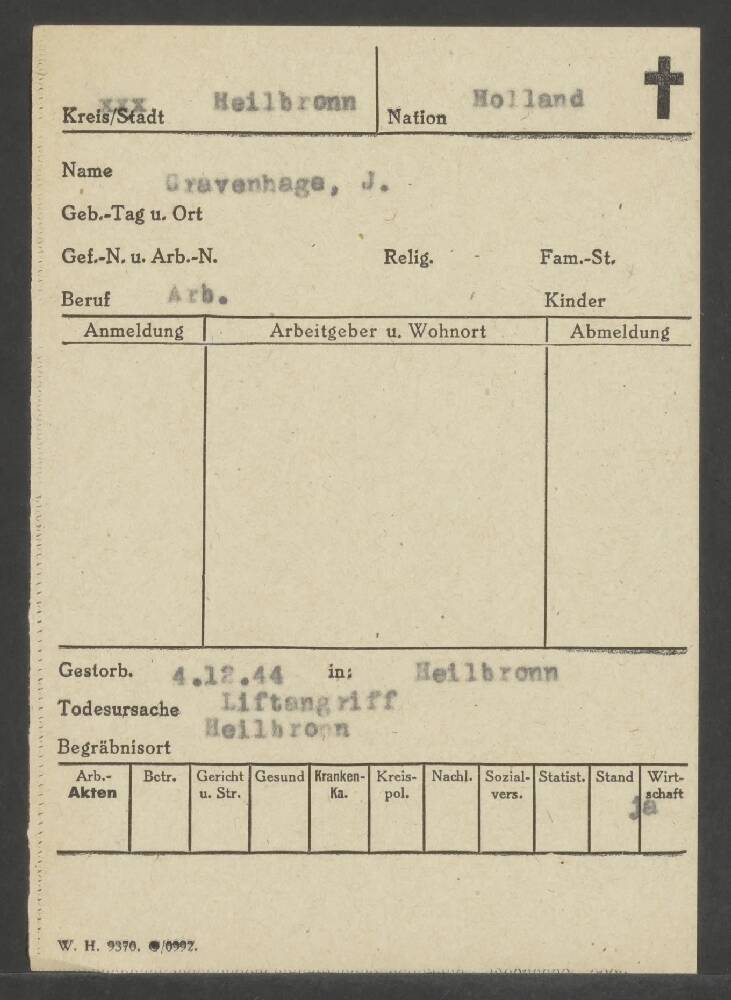 xxx Heilbronn Holland
Kreis/Stadt Nation
Name Gravenhage, J.
Geb.-Tag u. Ort
Gef.-N. u. Arb.-N. Relig. Fam.-St.
Beruf Arb. Kinder
Anmeldung Arbeitgeber u. Wohnort Abmeldung
Gestorb. 4.12.44 in: Heilbronn
Todesursache Liftangriff
Heilbronn
Begräbnisort
Arb.- Betr. Gericht Gesund Kranken- Kreis- Nachl. Sozial- Statist. Stand Wirt-
Akten u. Str. Ka. pol. vers. schaft
ja
W. H. 9370. /0992.